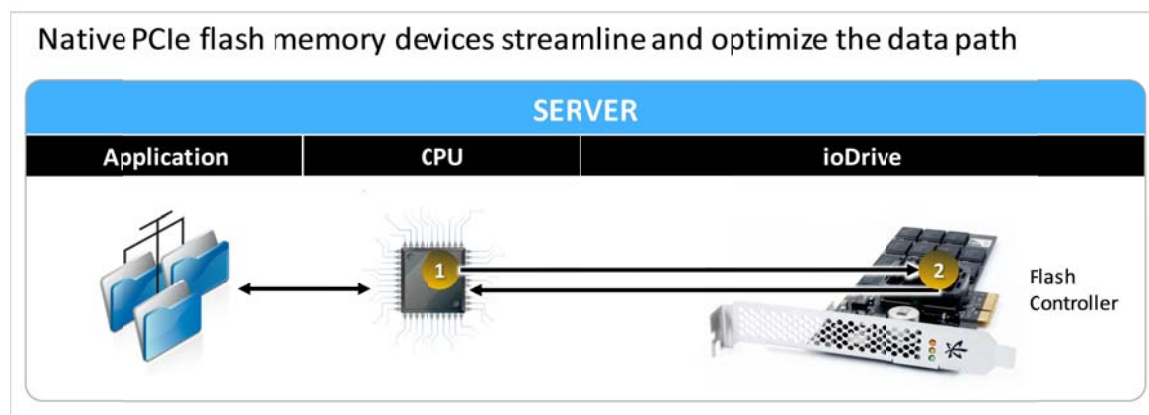 Native PCIe flash memory devices streamline and optimize the data path
SERVER
Application CPU ioDrive
1 2
Flash
Controller